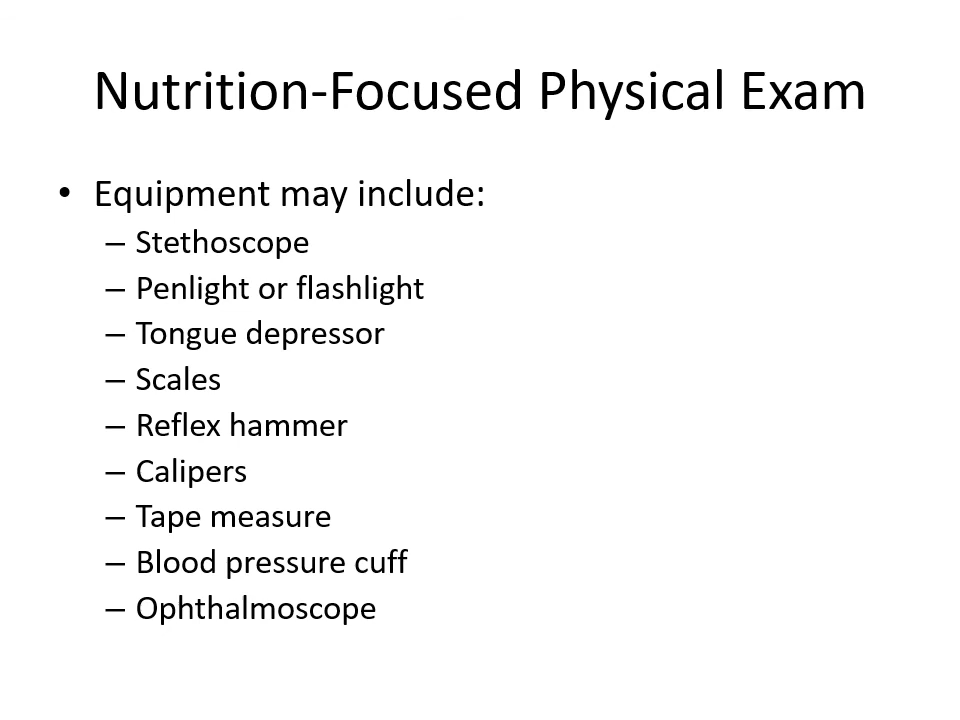 Nutrition-Focused Physical Exam
• Equipment may include:
– Stethoscope
– Penlight or flashlight
– Tongue depressor
– Scales
– Reflex hammer
– Calipers
– Tape measure
– Blood pressure cuff
– Ophthalmoscope